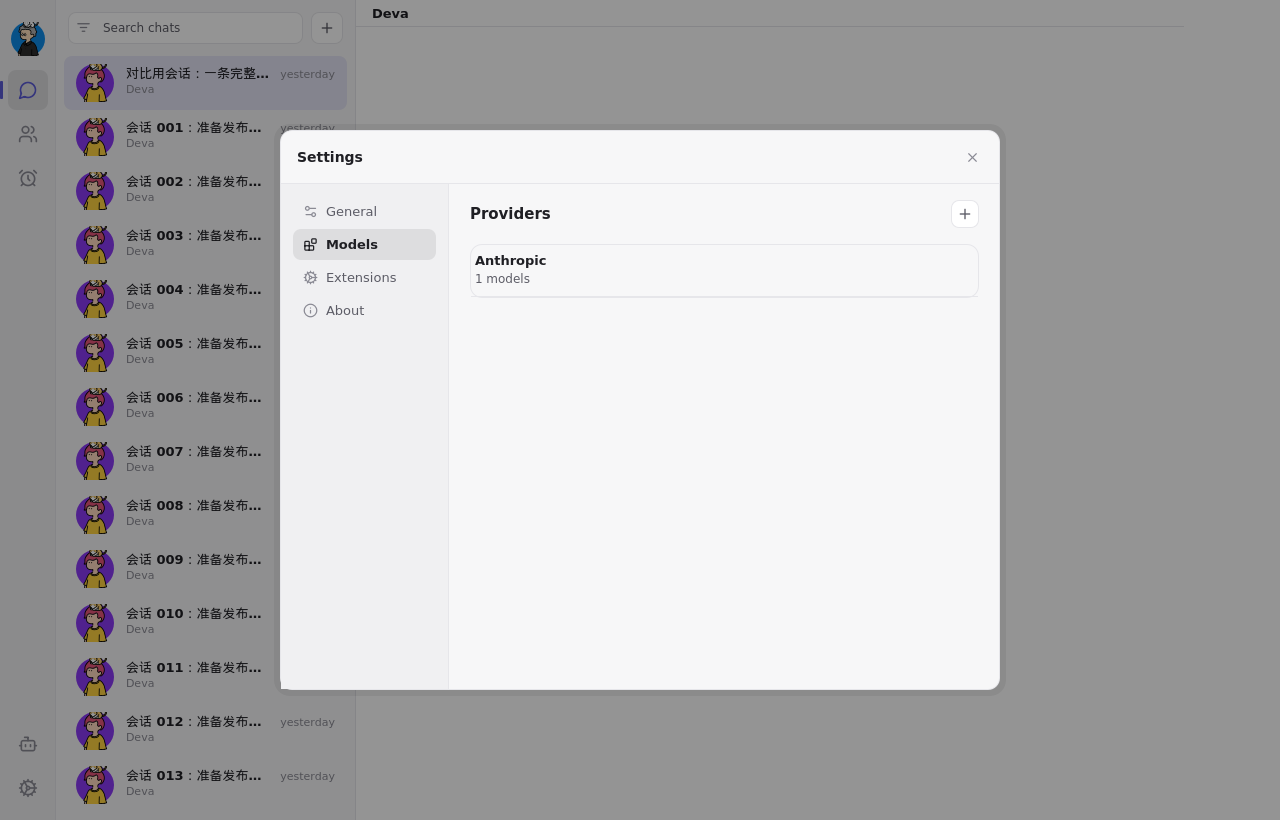 Deva
Search chats
对比用会话：一条完整... yesterday
Deva
会话 001：准备发布... yesterday
Deva
会话 002：准备发布...
Deva
会话 003：准备发布...
Deva
会话 004：准备发布...
Deva
会话 005：准备发布...
Deva
会话 006：准备发布...
Deva
会话 007：准备发布...
Deva
会话 008：准备发布...
Deva
会话 009：准备发布...
Deva
会话 010：准备发布...
Deva
会话 011：准备发布...
Deva
会话 012：准备发布... yesterday
Deva
会话 013：准备发布... yesterday
Deva
Settings
General
Models
Extensions
About
Providers
Anthropic
1 models